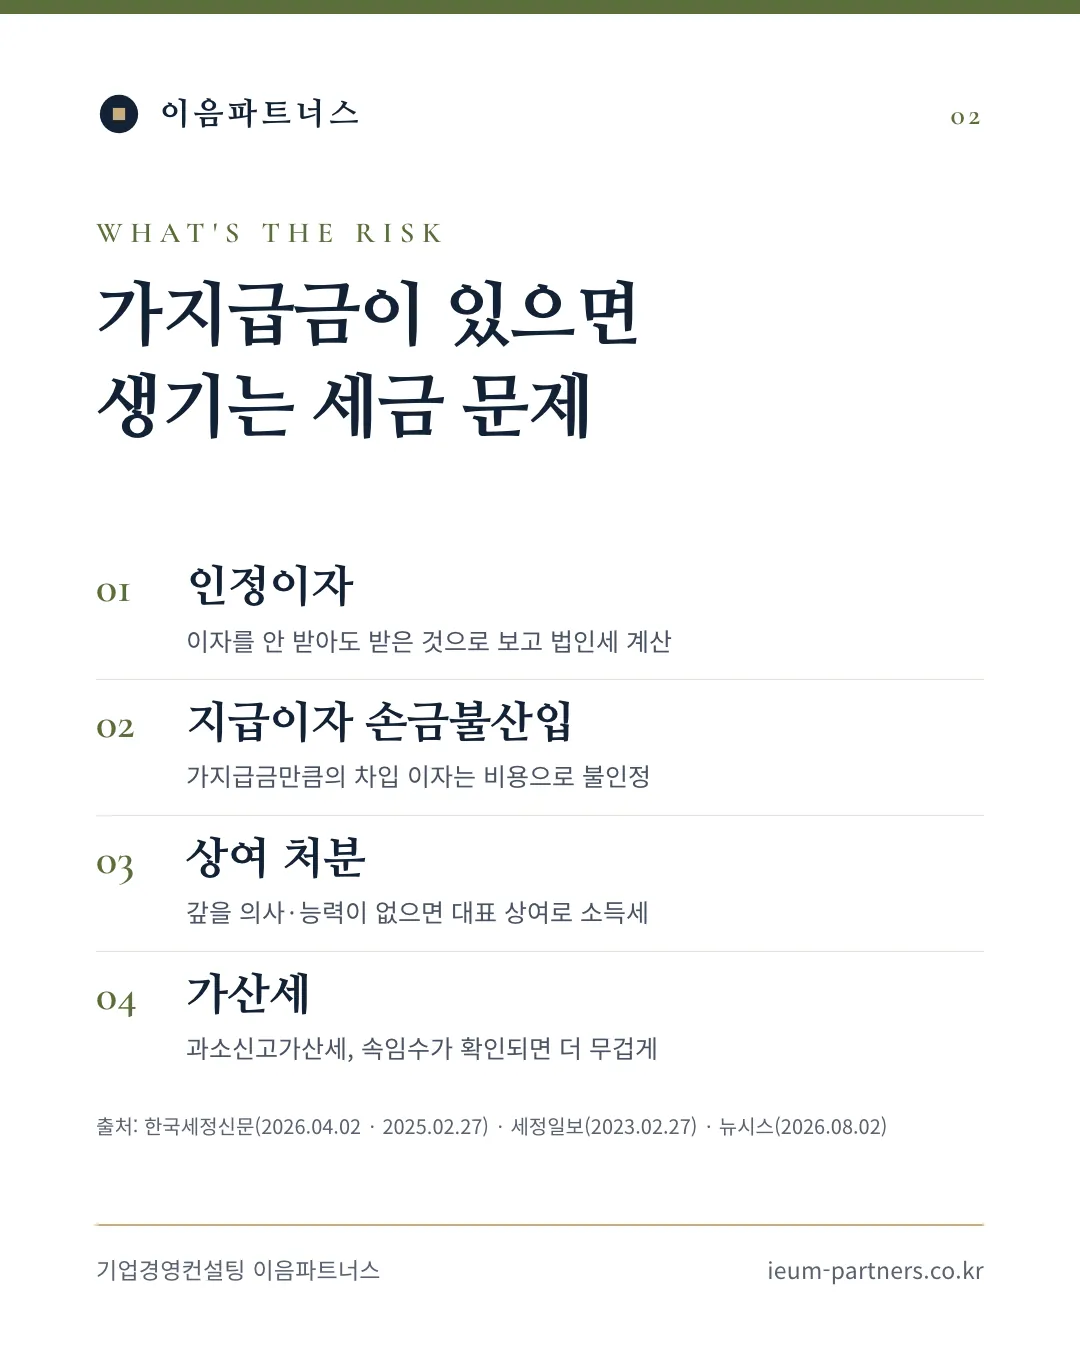 이음파트너스
02
WHAT'S THE RISK
가지급금이 있으면
생기는 세금 문제
01 인정이자
이자를 안 받아도 받은 것으로 보고 법인세 계산
02 지급이자 손금불산입
가지급금만큼의 차입 이자는 비용으로 불인정
03 상여 처분
갚을 의사·능력이 없으면 대표 상여로 소득세
04 가산세
과소신고가산세, 속임수가 확인되면 더 무겁게
출처: 한국세정신문(2026.04.02 · 2025.02.27) · 세정일보(2023.02.27) · 뉴시스(2026.08.02)
기업경영컨설팅 이음파트너스
ieum-partners.co.kr